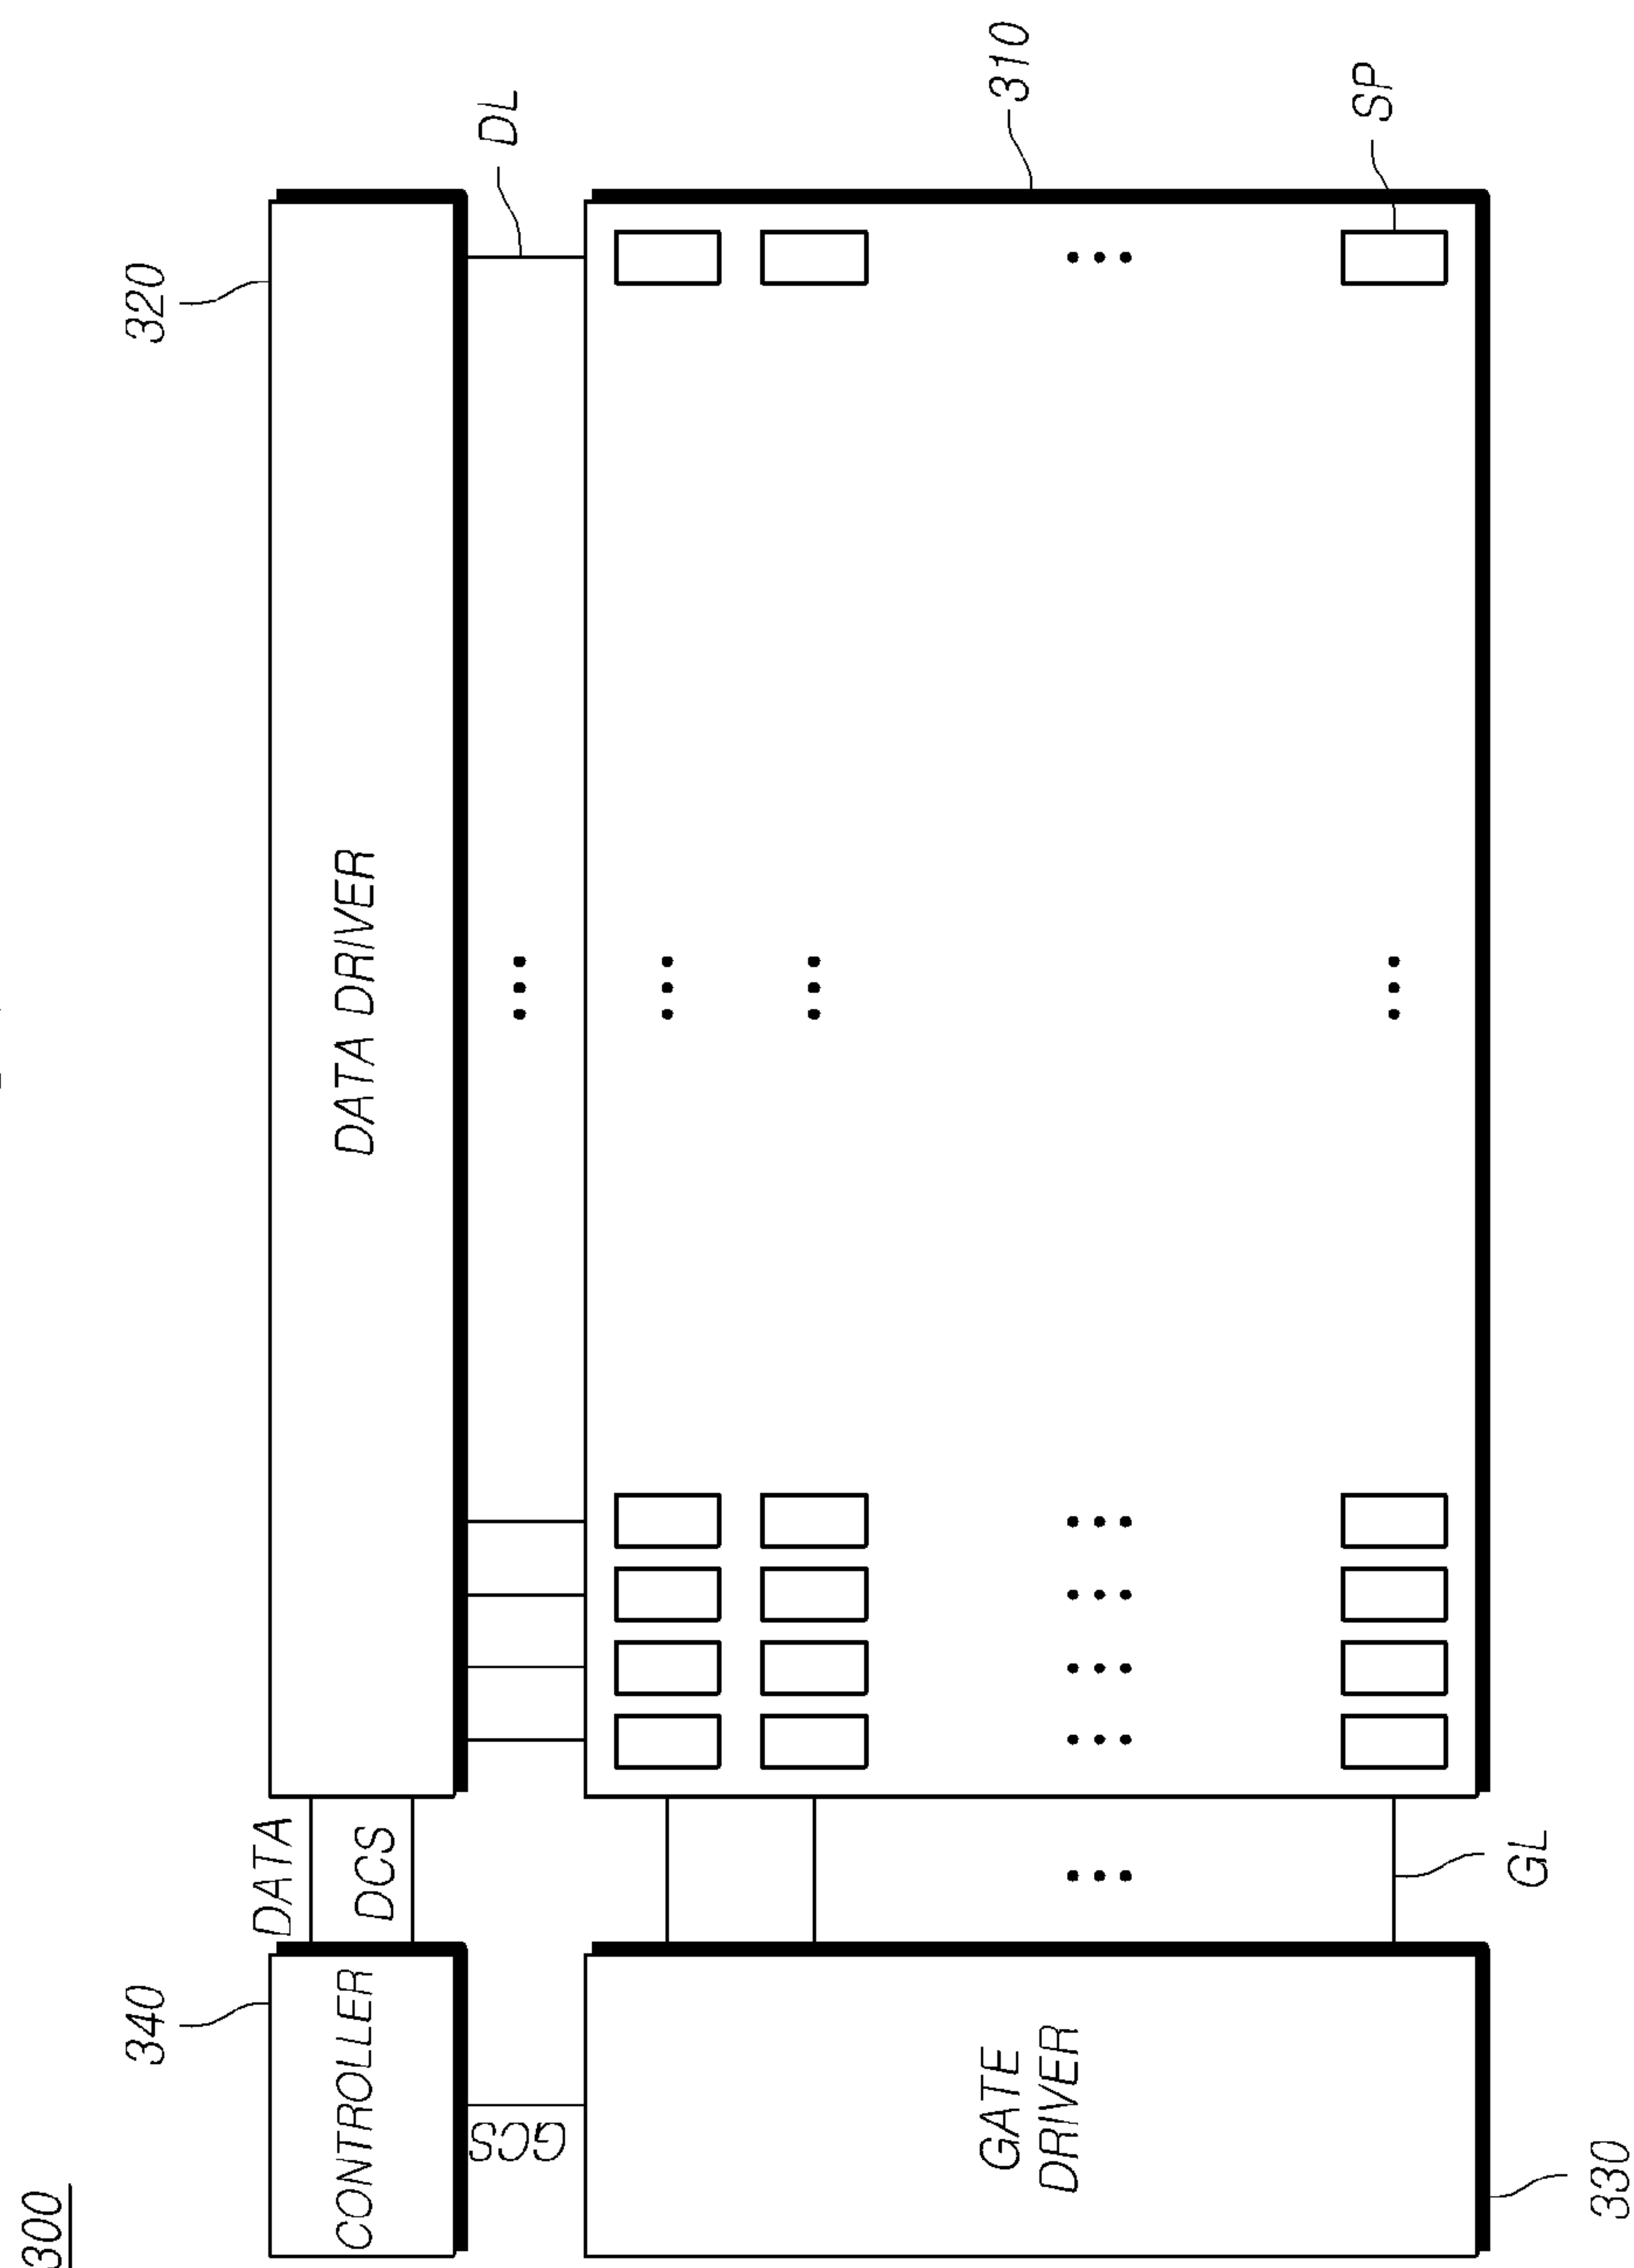 300
340
320
DATA
CONTROLLER
DCS
DATA DRIVER
GCS
DL
GATE
DRIVER
310
SP
GL
330